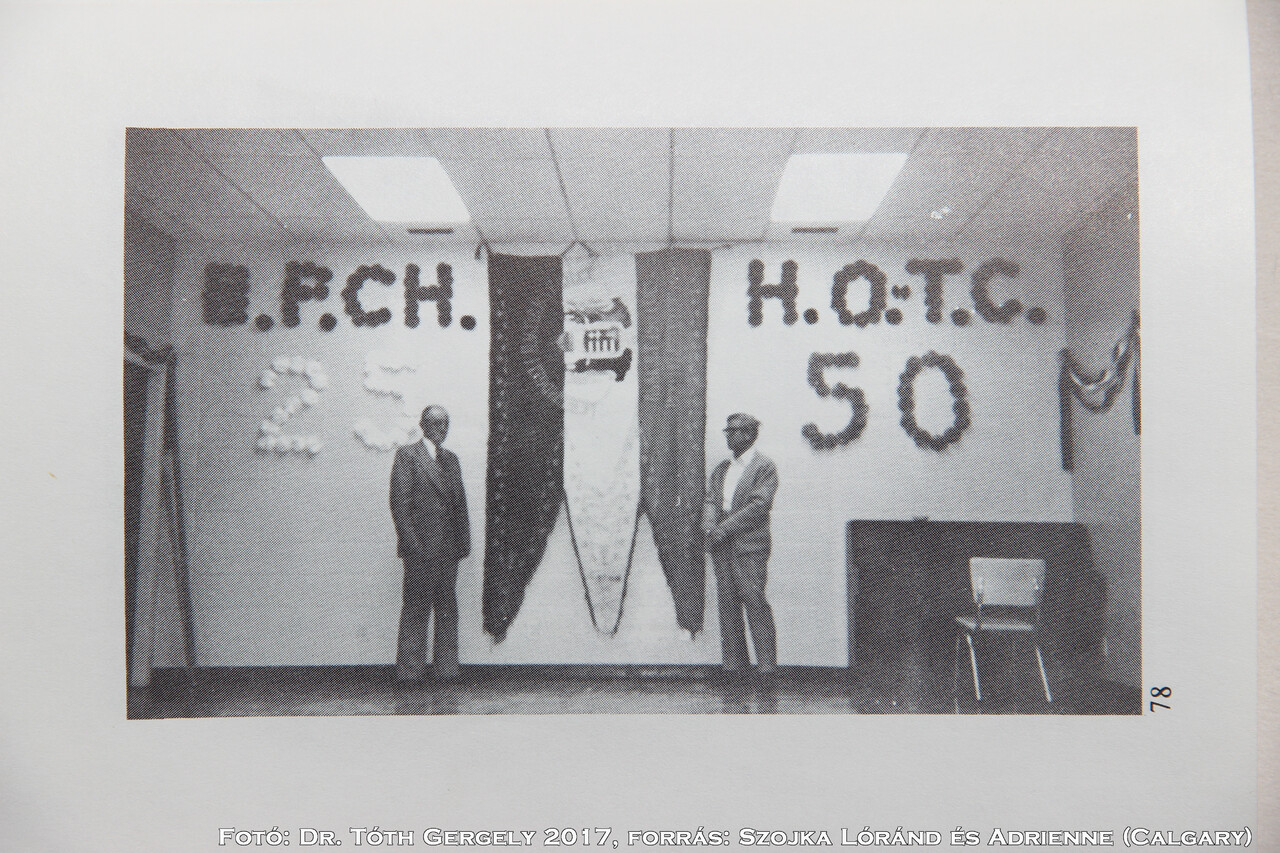 .P.CH.
H.O.-T.C.
25
50
78
Fotó: Dr. Tóth Gergely 2017, forrás: Szojka Lóránd és Adrienne (Calgary)